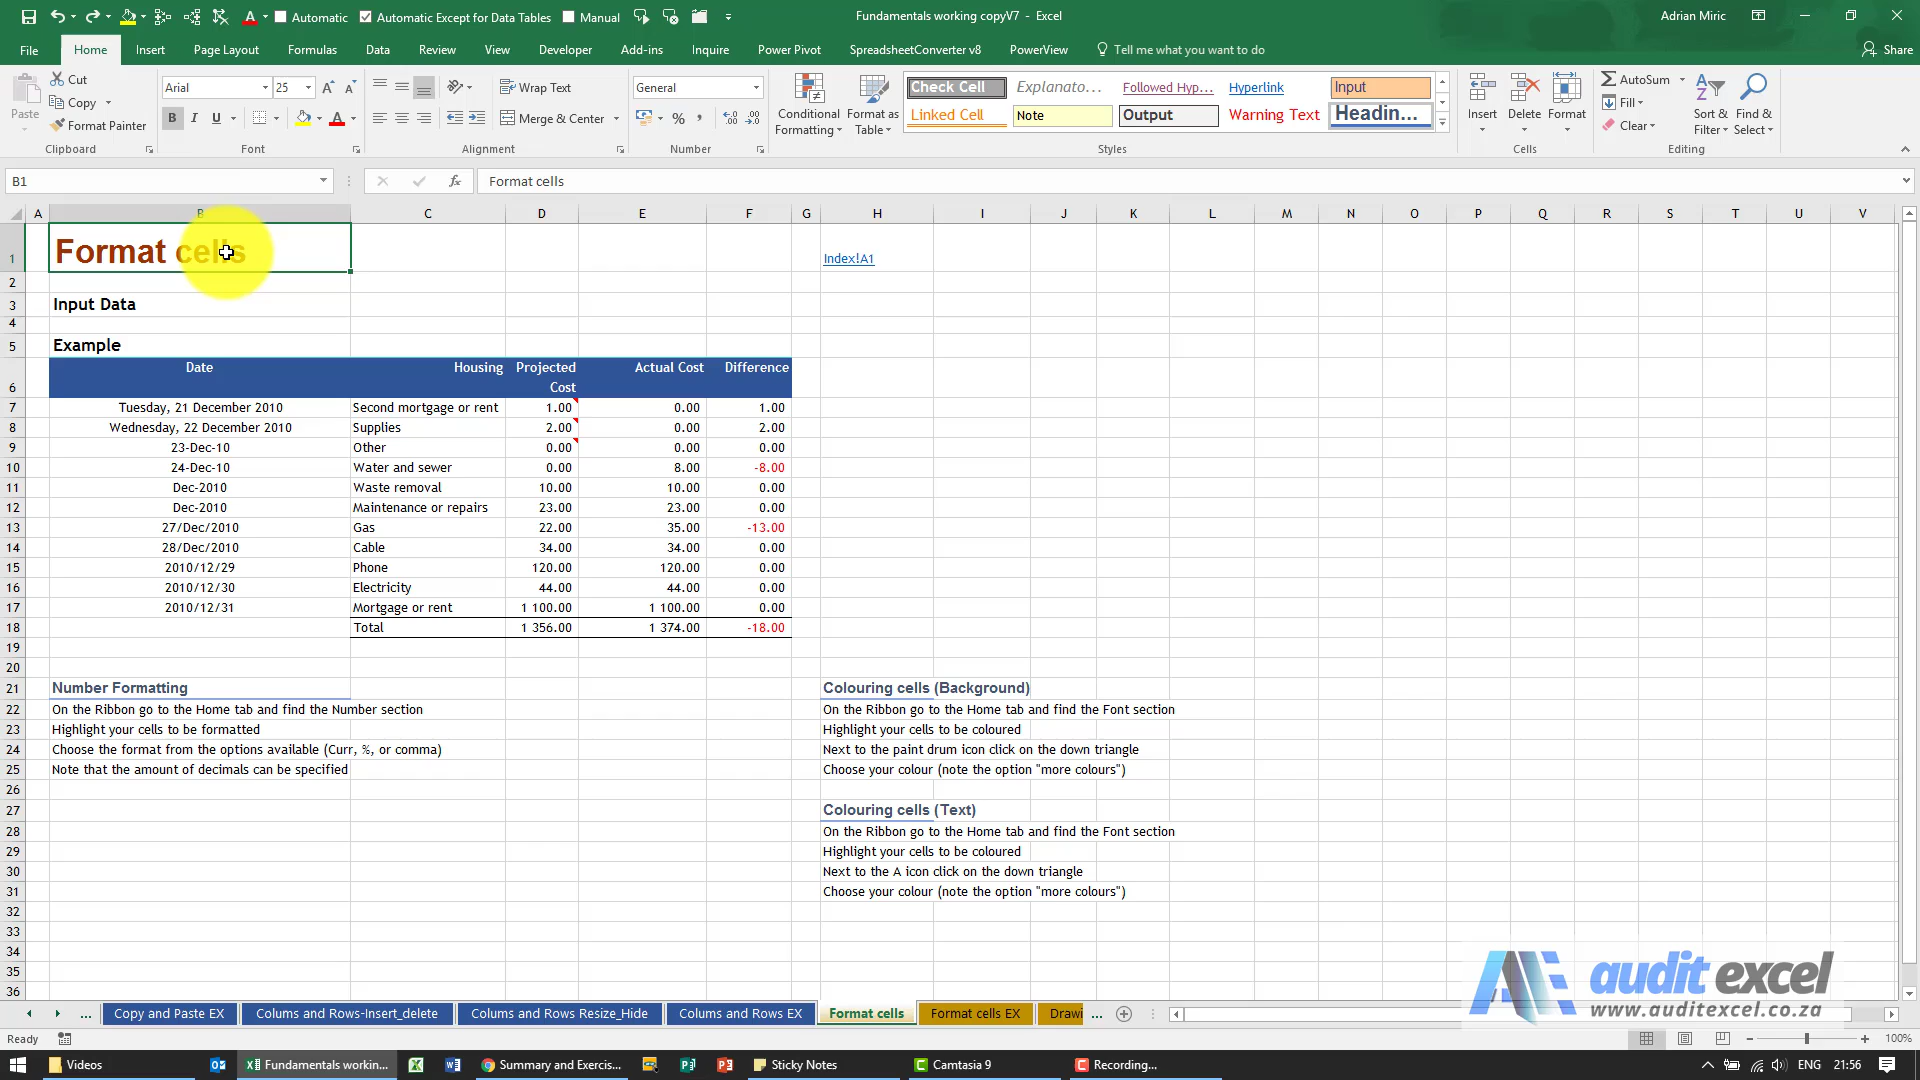 Automatic Automatic Except for Data Tables Manual Fundamentals working copyV7 - Excel Adrian Miric
File Home Insert Page Layout Formulas Data Review View Developer Add-ins Inquire Power Pivot SpreadsheetConverter v8 PowerView Tell me what you want to do Share
Paste Cut Copy Format Painter
Clipboard
Arial 25
B I U A
Font
Wrap Text
Merge & Center
Alignment
General
%
Number
Conditional Formatting
Format as Table
Check Cell Explanato... Followed Hyp... Hyperlink Input
Linked Cell Note Output Warning Text Headin...
Styles
Insert Delete Format
Cells
AutoSum
Fill
Clear
Sort & Filter
Find & Select
Editing
B1 fx Format cells
A B C D E F G H I J K L M N O P Q R S T U V
1 Format cells Index!A1
2
3 Input Data
4
5 Example
6 Date Housing Projected Cost Actual Cost Difference
7 Tuesday, 21 December 2010 Second mortgage or rent 1.00 0.00 1.00
8 Wednesday, 22 December 2010 Supplies 2.00 0.00 2.00
9 23-Dec-10 Other 0.00 0.00 0.00
10 24-Dec-10 Water and sewer 0.00 8.00 -8.00
11 Dec-2010 Waste removal 10.00 10.00 0.00
12 Dec-2010 Maintenance or repairs 23.00 23.00 0.00
13 27/Dec/2010 Gas 22.00 35.00 -13.00
14 28/Dec/2010 Cable 34.00 34.00 0.00
15 2010/12/29 Phone 120.00 120.00 0.00
16 2010/12/30 Electricity 44.00 44.00 0.00
17 2010/12/31 Mortgage or rent 1 100.00 1 100.00 0.00
18 Total 1 356.00 1 374.00 -18.00
19
20
21 Number Formatting Colouring cells (Background)
22 On the Ribbon go to the Home tab and find the Number section On the Ribbon go to the Home tab and find the Font section
23 Highlight your cells to be formatted Highlight your cells to be coloured
24 Choose the format from the options available (Curr, %, or comma) Next to the paint drum icon click on the down triangle
25 Note that the amount of decimals can be specified Choose your colour (note the option "more colours")
26
27 Colouring cells (Text)
28 On the Ribbon go to the Home tab and find the Font section
29 Highlight your cells to be coloured
30 Next to the A icon click on the down triangle
31 Choose your colour (note the option "more colours")
32
33
34
35
36
audit excel
www.auditexcel.co.za
... Copy and Paste EX Colums and Rows-Insert_delete Colums and Rows Resize_Hide Colums and Rows EX Format cells Format cells EX Drawi ...
Ready 100%
Videos Fundamentals workin... Summary and Exercis... Sticky Notes Camtasia 9 Recording... ENG 21:56